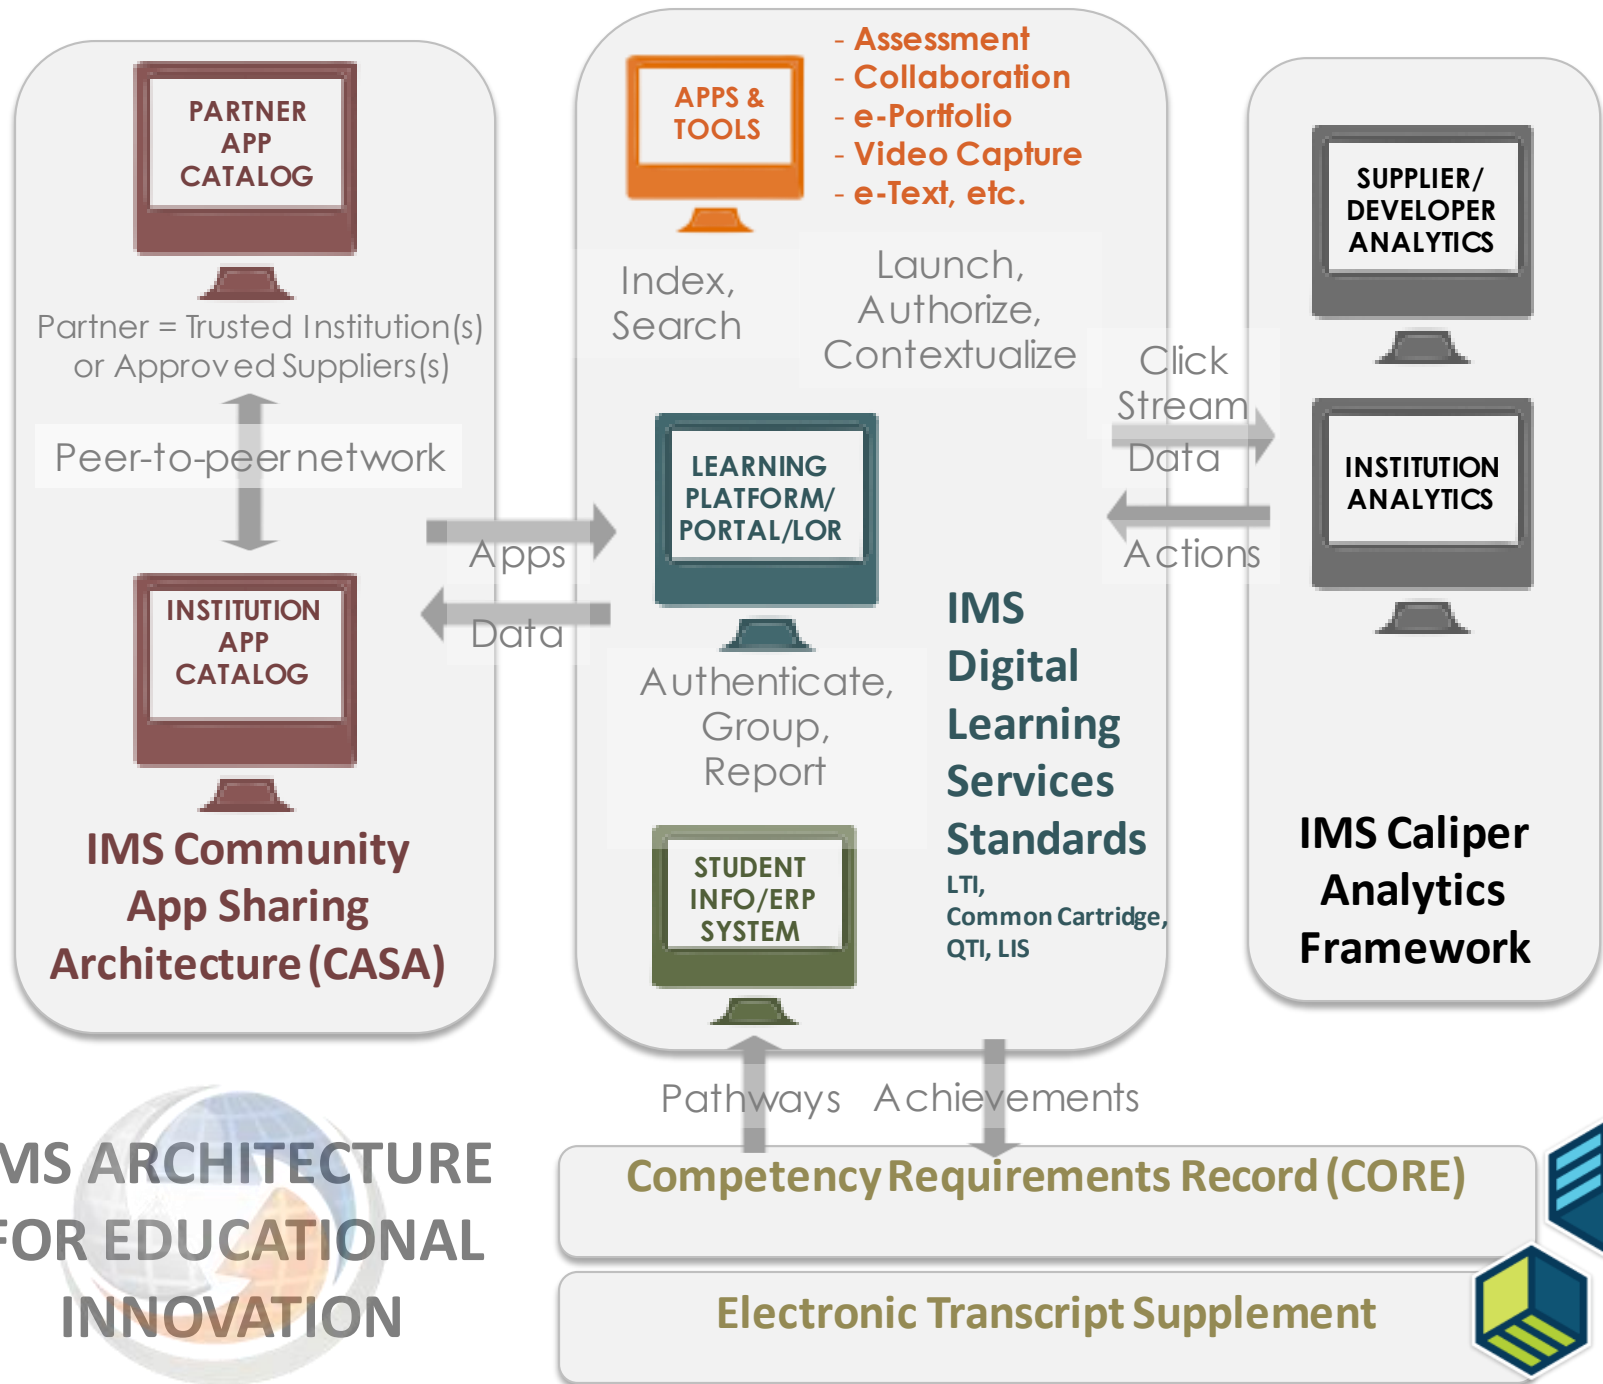 PARTNER
APP
CATALOG
Partner = Trusted Institution(s)
or Approved Suppliers(s)
Peer-to-peer network
INSTITUTION
APP
CATALOG
IMS Community
App Sharing
Architecture (CASA)
Apps
Data
APPS &
TOOLS
- Assessment
- Collaboration
- e-Portfolio
- Video Capture
- e-Text, etc.
Index,
Search
Launch,
Authorize,
Contextualize
LEARNING
PLATFORM/
PORTAL/LOR
Authenticate,
Group,
Report
STUDENT
INFO/ERP
SYSTEM
IMS
Digital
Learning
Services
Standards
LTI,
Common Cartridge,
QTI, LIS
Click
Stream
Data
Actions
SUPPLIER/
DEVELOPER
ANALYTICS
INSTITUTION
ANALYTICS
IMS Caliper
Analytics
Framework
Pathways
Achievements
MS ARCHITECTURE
FOR EDUCATIONAL
INNOVATION
Competency Requirements Record (CORE)
Electronic Transcript Supplement